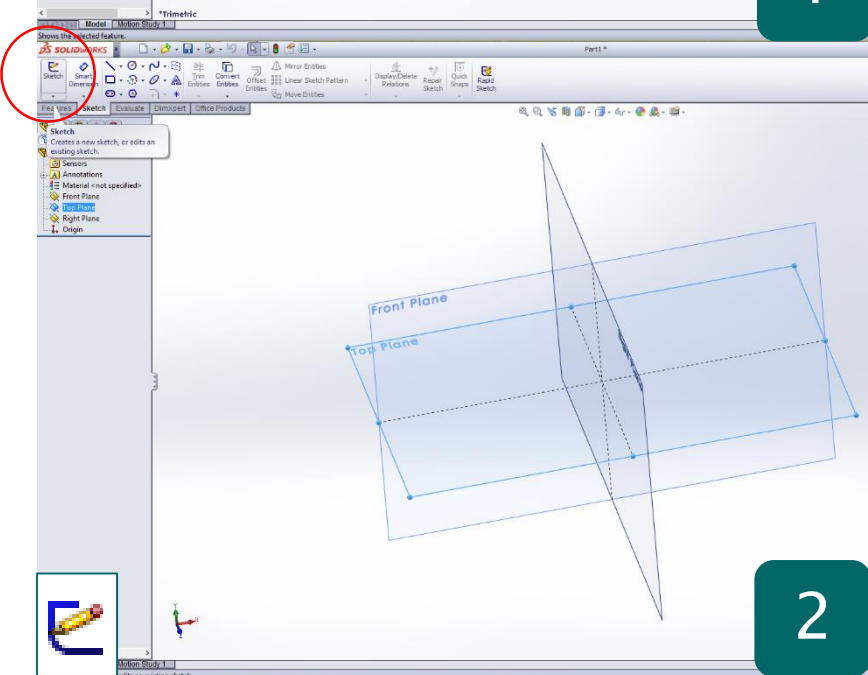 *Trimetric
Model Motion Study 1
Shows the selected feature.
SOLIDWORKS Part1 *
Sketch Smart Dimension Trim Entities Convert Entities Offset Entities Mirror Entities Linear Sketch Pattern Move Entities Display/Delete Relations Repair Sketch Quick Snaps Rapid Sketch
Features Sketch Evaluate DimXpert Office Products
Sketch
Creates a new sketch, or edits an
existing sketch.
Sensors
Annotations
Material <not specified>
Front Plane
Top Plane
Right Plane
Origin
Front Plane
Top Plane
2
Motion Study 1